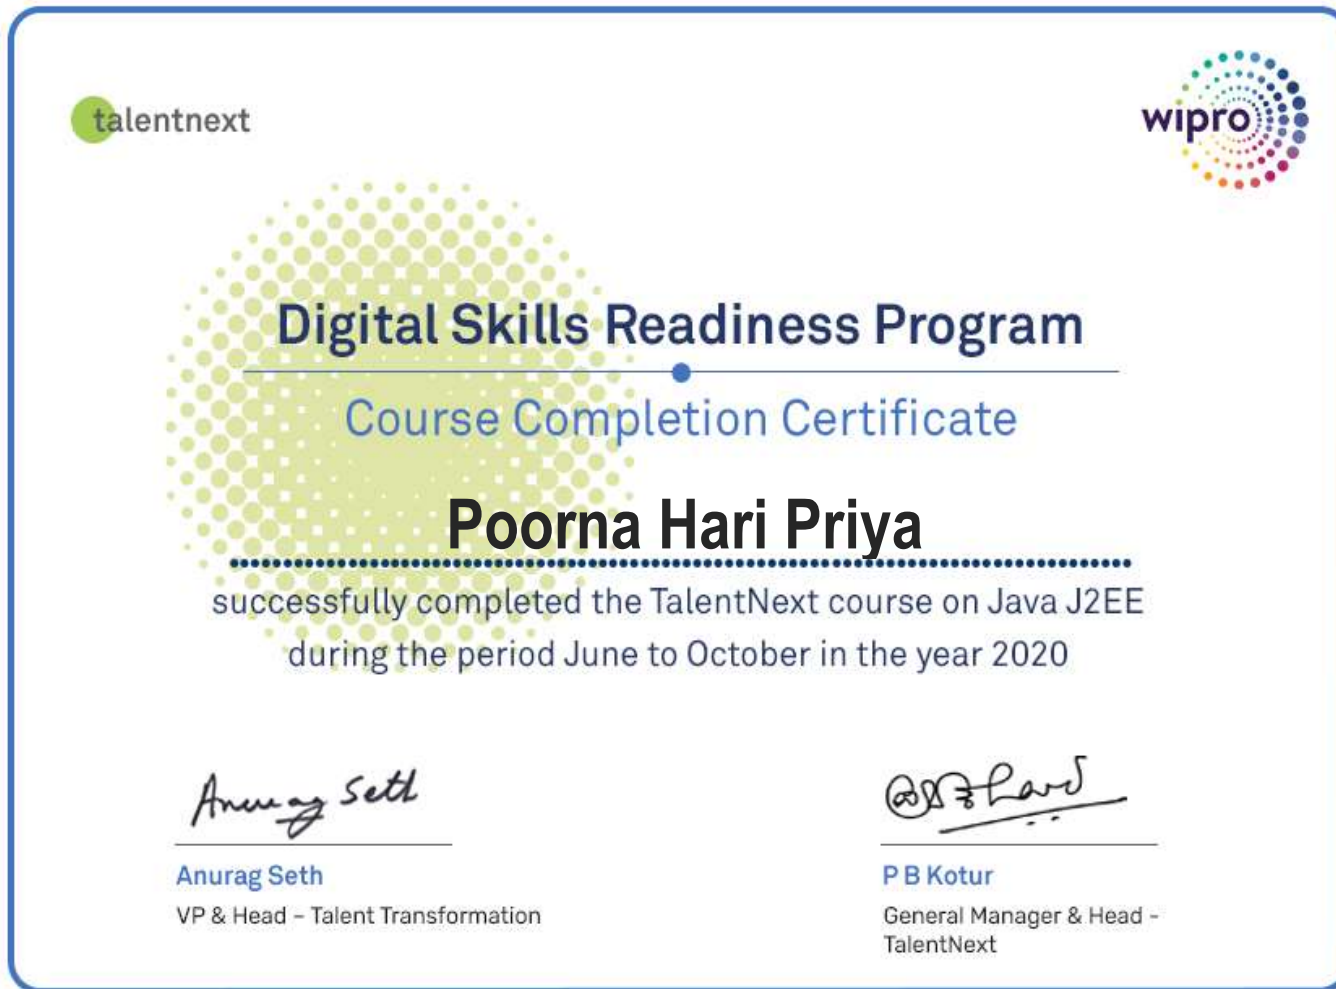 talentnext
wipro
Digital Skills Readiness Program
Course Completion Certificate
Poorna Hari Priya
successfully completed the TalentNext course on Java J2EE
during the period June to October in the year 2020
Anurag Seth
Anurag Seth
VP & Head – Talent Transformation
P B Kotur
General Manager & Head -
TalentNext